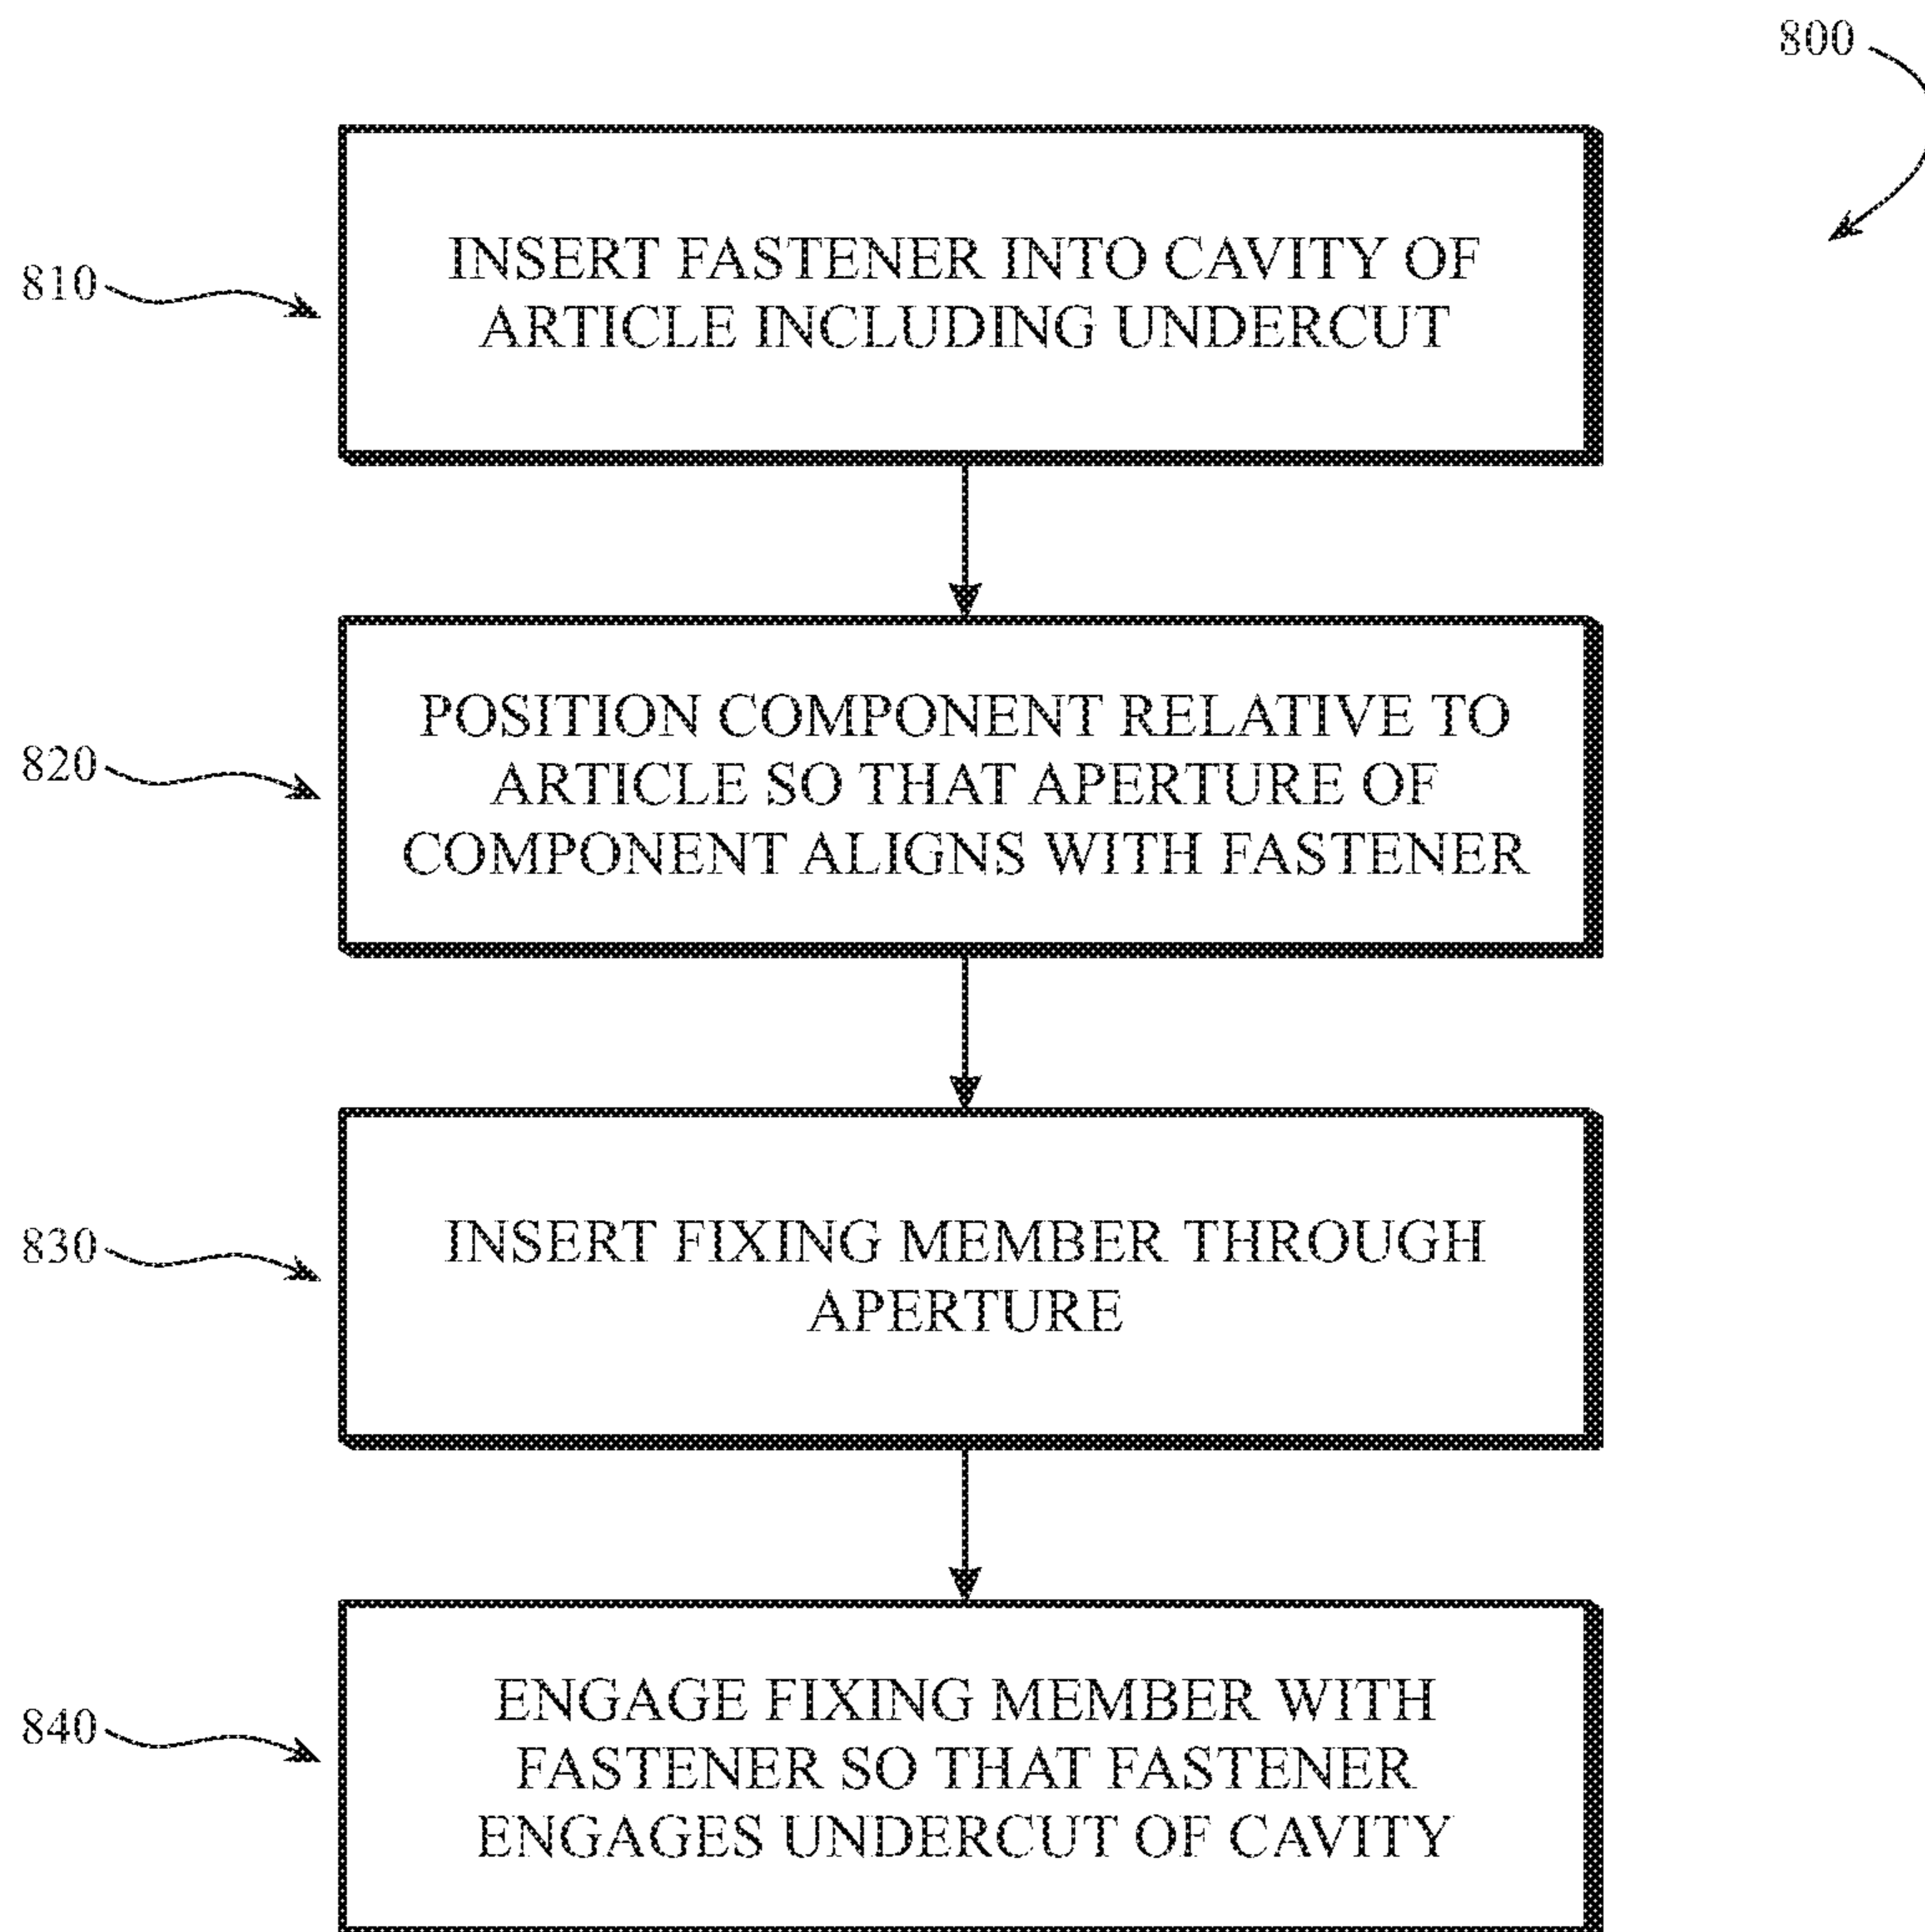 800
810
INSERT FASTENER INTO CAVITY OF
ARTICLE INCLUDING UNDERCUT
820
POSITION COMPONENT RELATIVE TO
ARTICLE SO THAT APERTURE OF
COMPONENT ALIGNS WITH FASTENER
830
INSERT FIXING MEMBER THROUGH
APERTURE
840
ENGAGE FIXING MEMBER WITH
FASTENER SO THAT FASTENER
ENGAGES UNDERCUT OF CAVITY